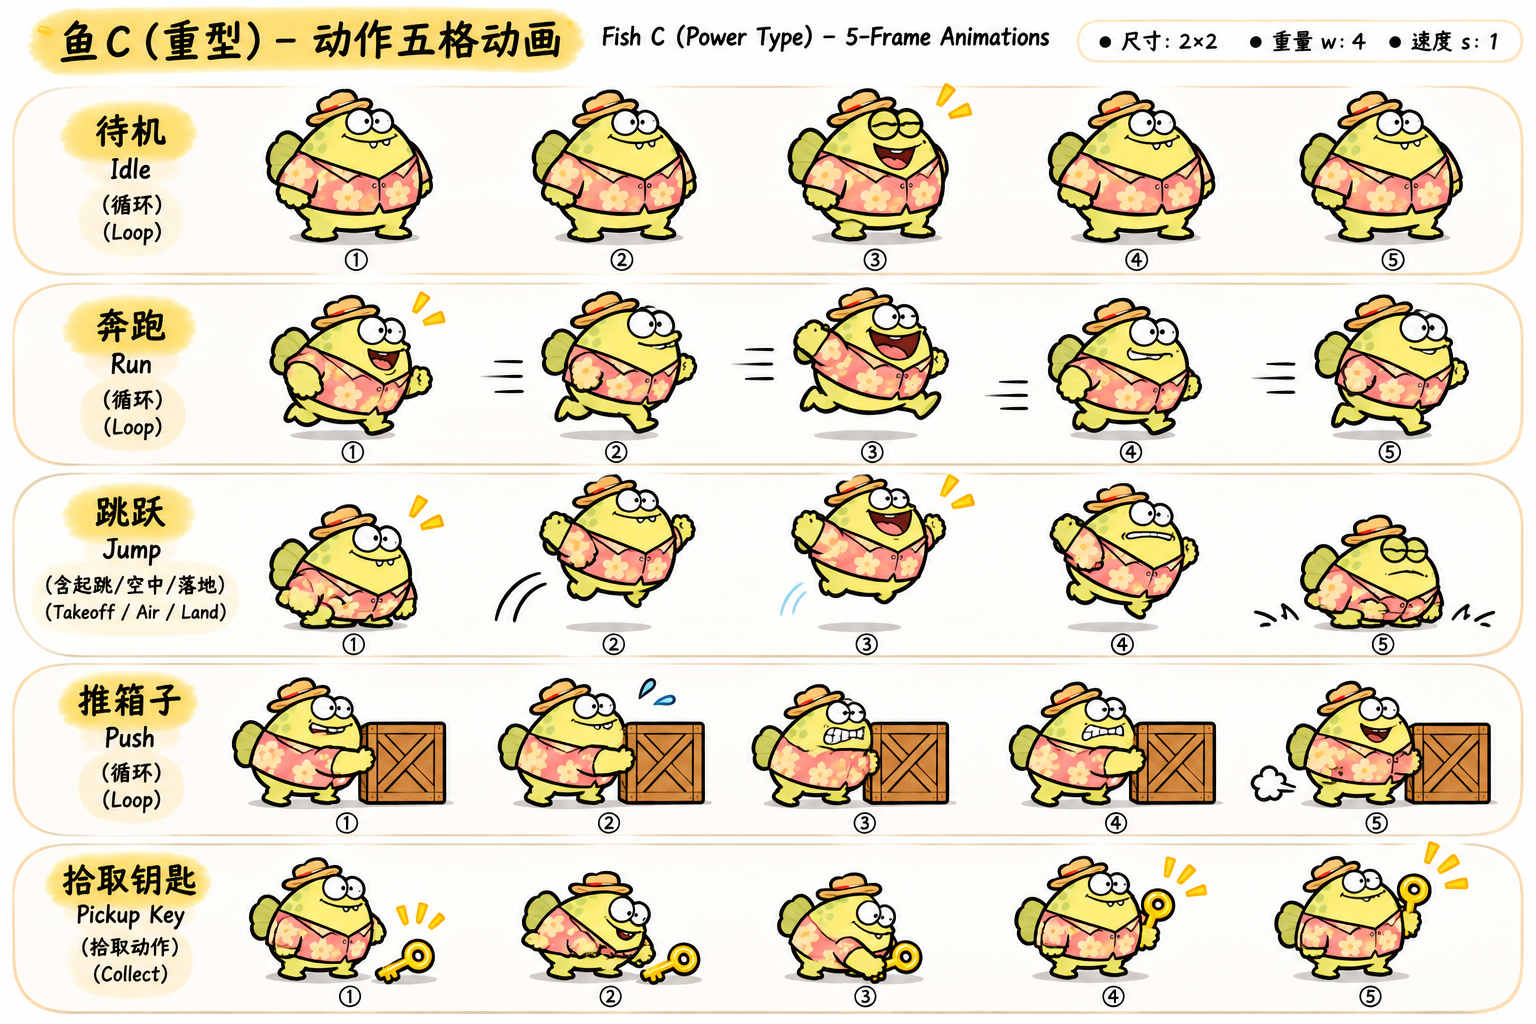 鱼 C (重型) - 动作五格动画
Fish C (Power Type) - 5-Frame Animations
● 尺寸: 2×2 ● 重量 w: 4 ● 速度 s: 1
待机
Idle
(循环)
(Loop)
① ② ③ ④ ⑤
奔跑
Run
(循环)
(Loop)
① ② ③ ④ ⑤
跳跃
Jump
(含起跳/空中/落地)
(Takeoff / Air / Land)
① ② ③ ④ ⑤
推箱子
Push
(循环)
(Loop)
① ② ③ ④ ⑤
拾取钥匙
Pickup Key
(拾取动作)
(Collect)
① ② ③ ④ ⑤